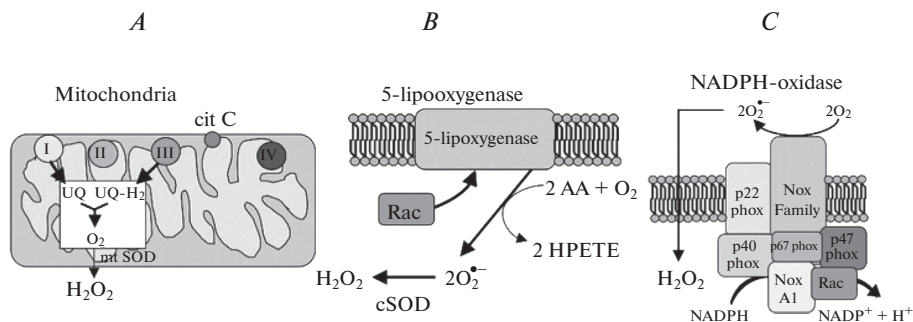 A
B
C
Mitochondria
cit C
I
II
III
IV
UQ UQ-H₂
O₂
mt SOD
H₂O₂
5-lipooxygenase
5-lipoxygenase
Rac
2 AA + O₂
2 HPETE
H₂O₂
cSOD
2O₂•−
NADPH-oxidase
2O₂•−
2O₂
p22
phox
Nox
Family
p40
phox
p67 phox
p47
phox
Nox
A1
Rac
H₂O₂
NADPH
NADP⁺ + H⁺